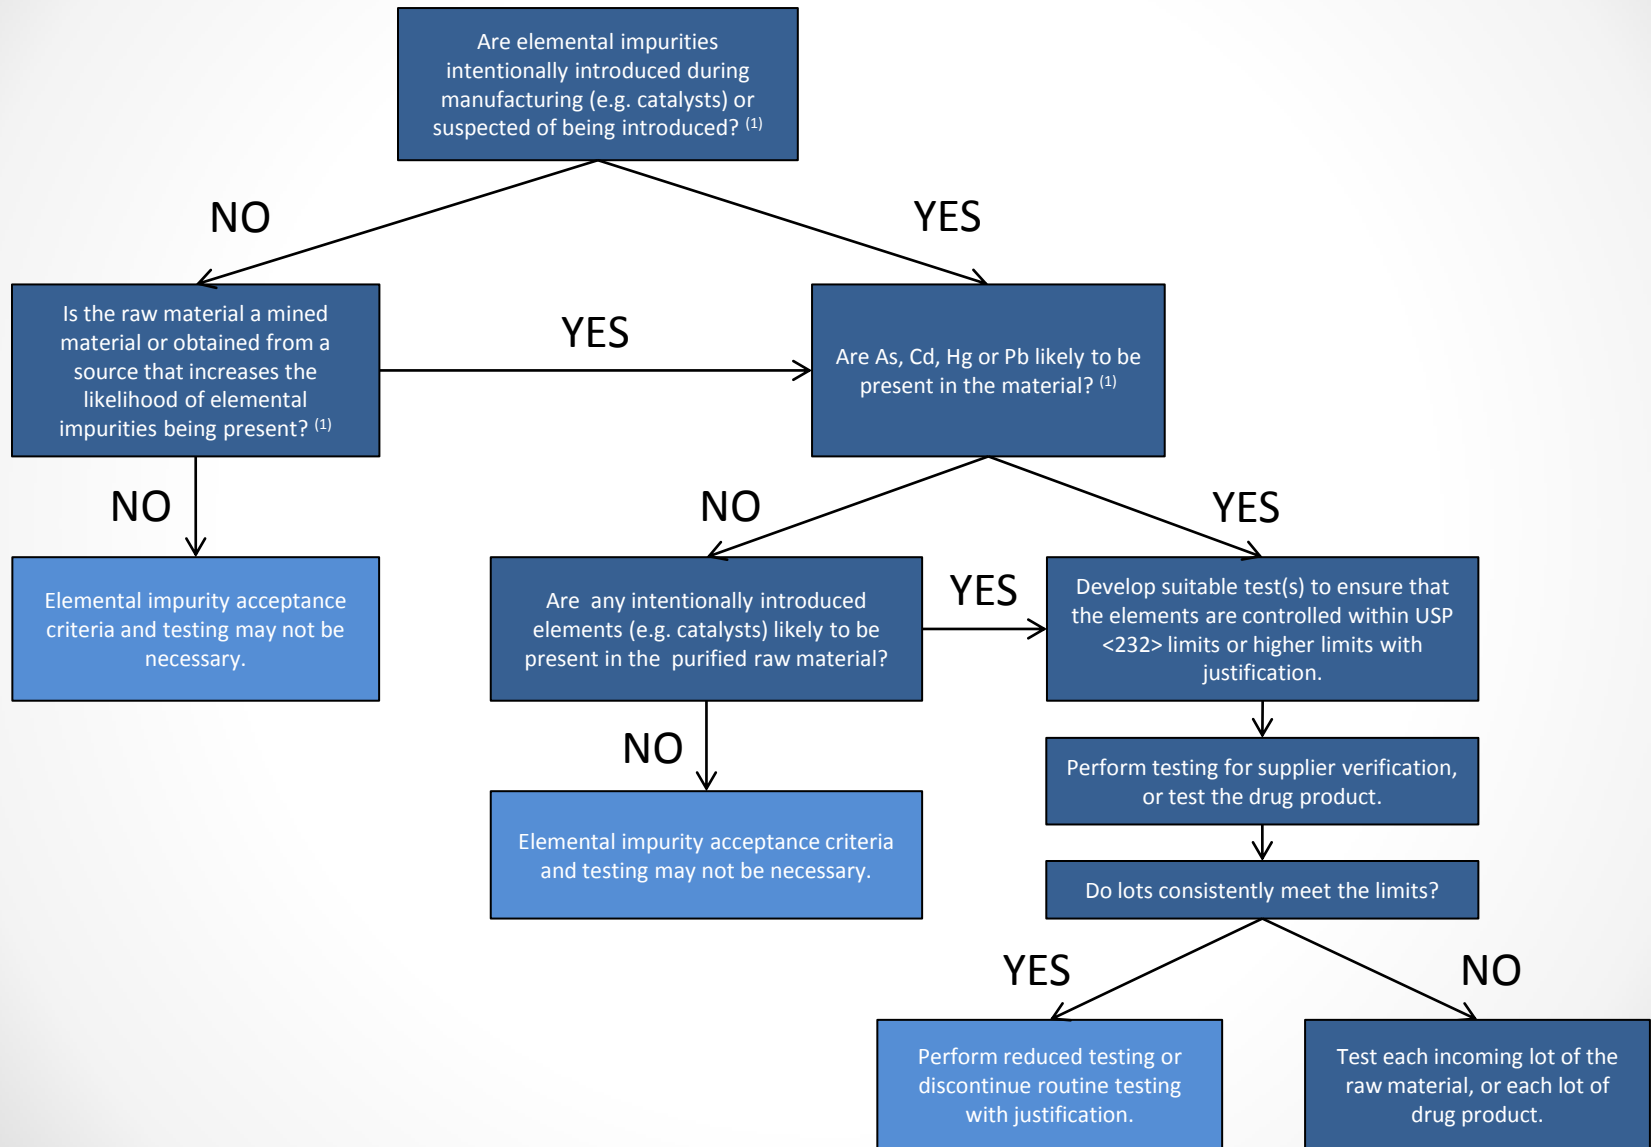 Are elemental impurities
intentionally introduced during
manufacturing (e.g. catalysts) or
suspected of being introduced? (1)
NO
YES
Is the raw material a mined
material or obtained from a
source that increases the
likelihood of elemental
impurities being present? (1)
YES
Are As, Cd, Hg or Pb likely to be
present in the material? (1)
NO
NO
YES
Elemental impurity acceptance
criteria and testing may not be
necessary.
Are any intentionally introduced
elements (e.g. catalysts) likely to be
present in the purified raw material?
YES
Develop suitable test(s) to ensure that
the elements are controlled within USP
<232> limits or higher limits with
justification.
NO
Perform testing for supplier verification,
or test the drug product.
Elemental impurity acceptance criteria
and testing may not be necessary.
Do lots consistently meet the limits?
YES
NO
Perform reduced testing or
discontinue routine testing
with justification.
Test each incoming lot of the
raw material, or each lot of
drug product.